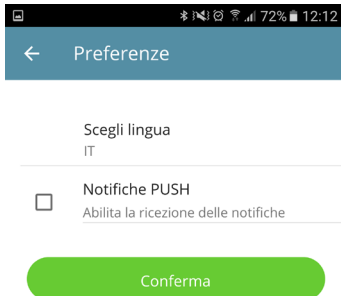 72% 12:12
Preferenze
Scegli lingua
IT
Notifiche PUSH
Abilita la ricezione delle notifiche
Conferma